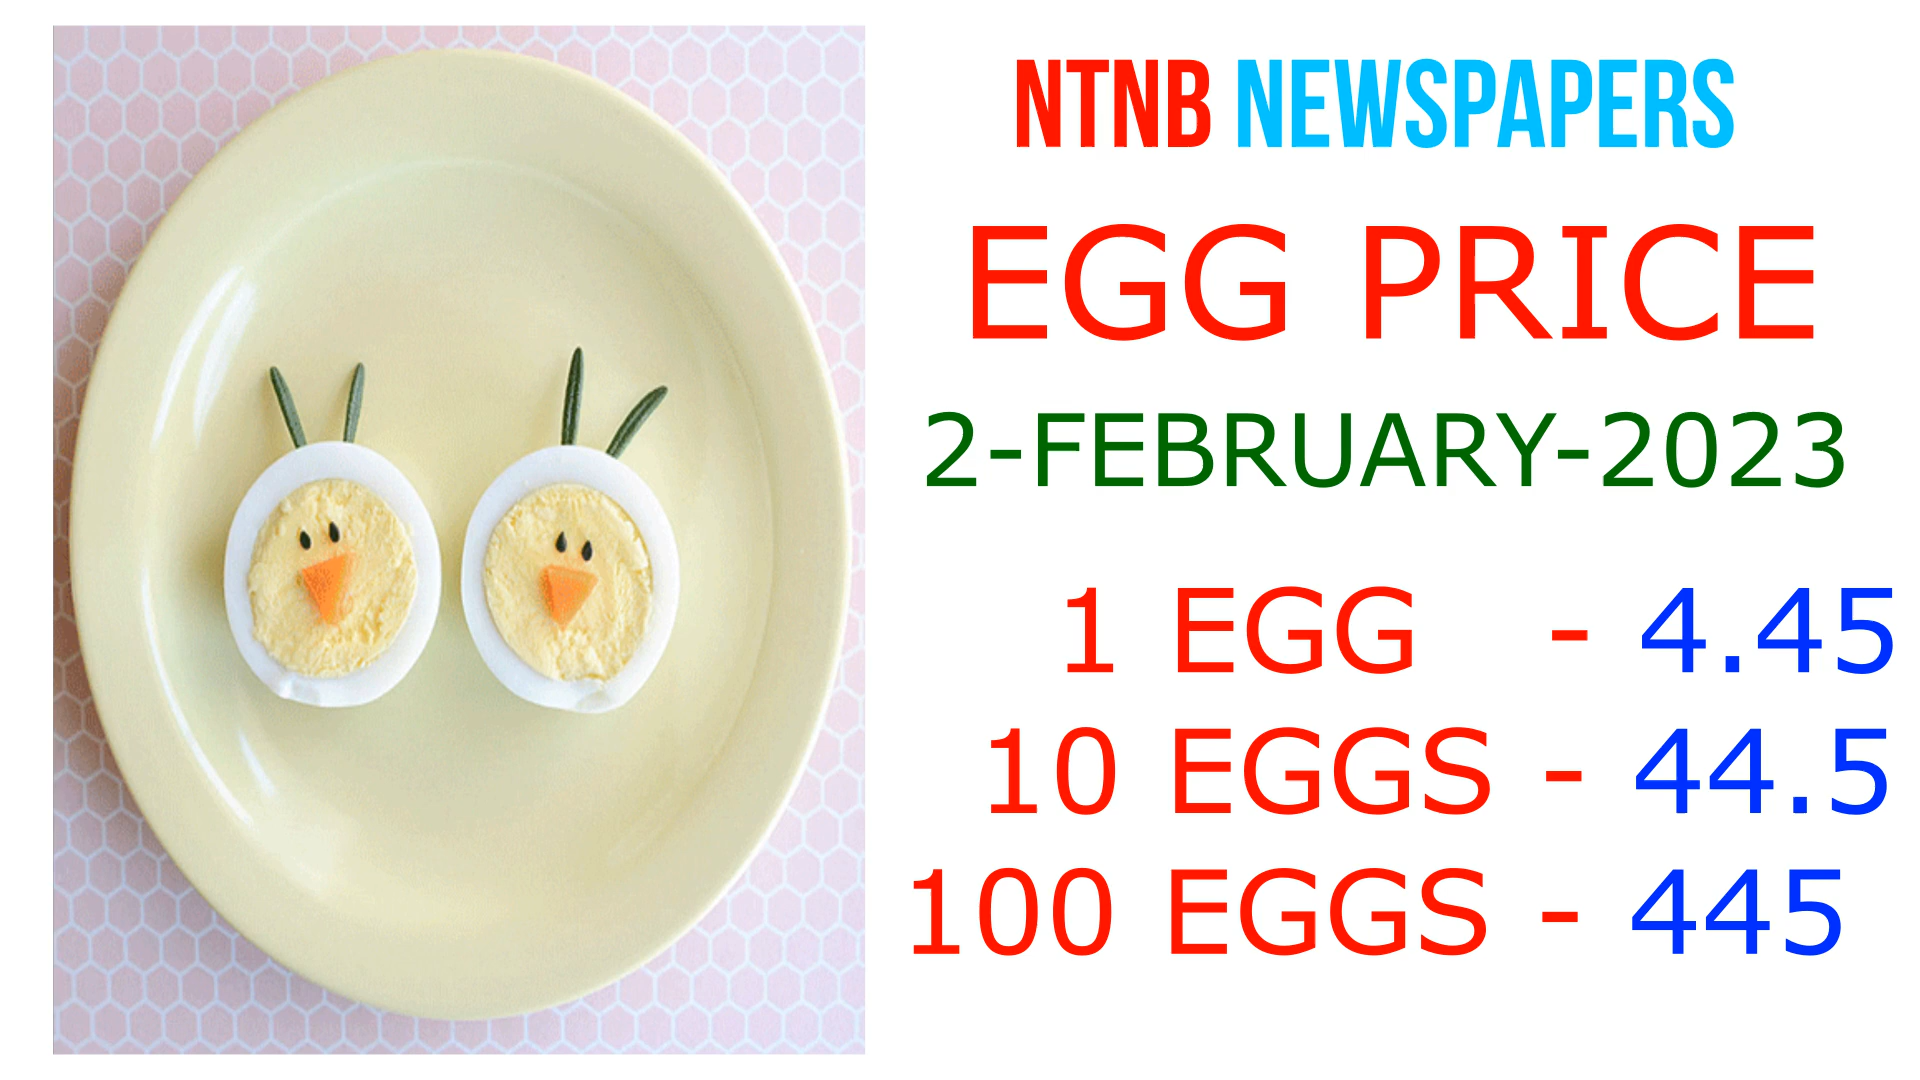 NTNB NEWSPAPERS
EGG PRICE
2-FEBRUARY-2023
1 EGG - 4.45
10 EGGS - 44.5
100 EGGS - 445